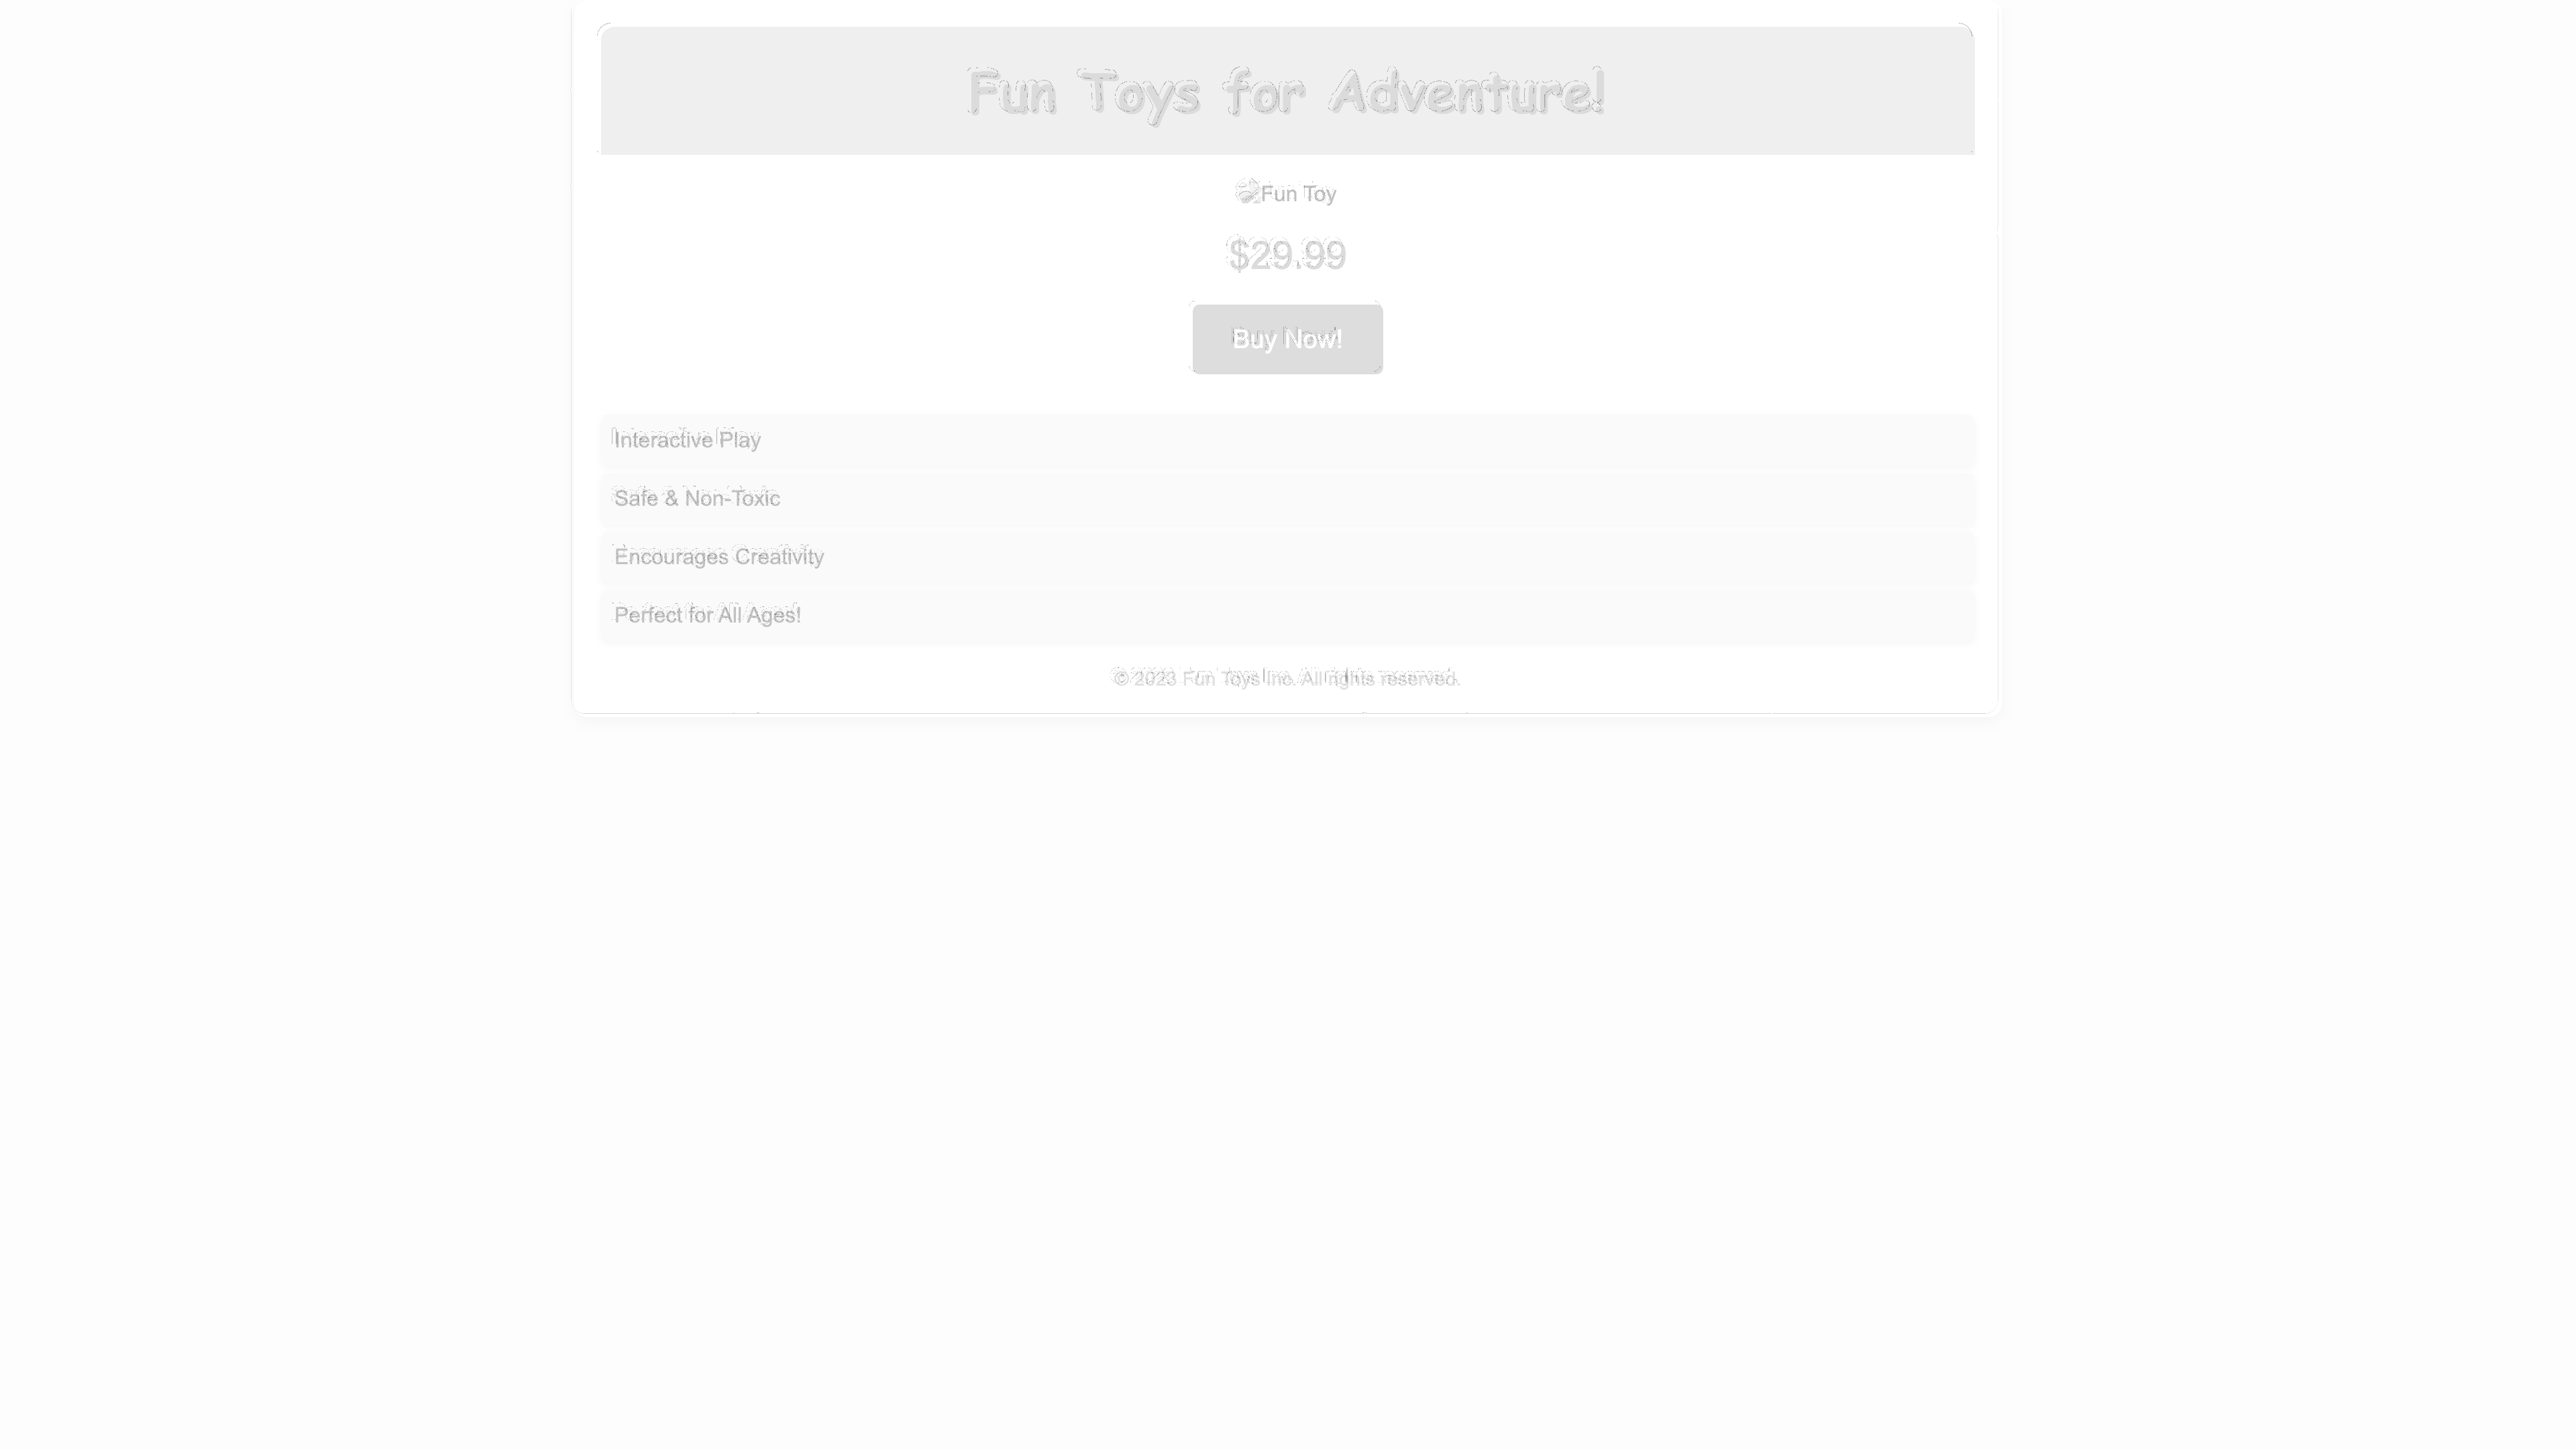 Fun Toys for Adventure!
Fun Toy
$29.99
Buy Now!
Interactive Play
Safe & Non-Toxic
Encourages Creativity
Perfect for All Ages!
© 2023 Fun Toys Inc. All rights reserved.